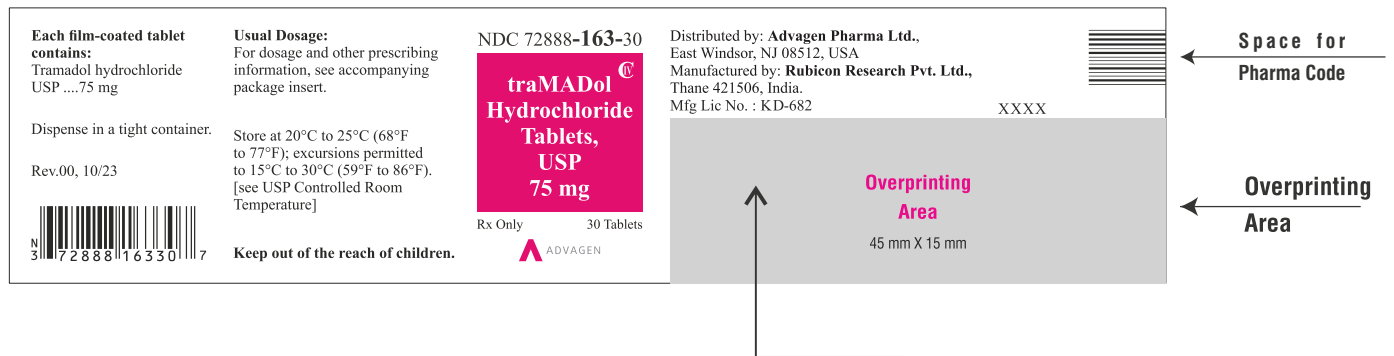 Each film-coated tablet
contains:
Tramadol hydrochloride
USP ....75 mg
Dispense in a tight container.
Rev.00, 10/23
N
3 72888 16330 7
Usual Dosage:
For dosage and other prescribing
information, see accompanying
package insert.
Store at 20°C to 25°C (68°F
to 77°F); excursions permitted
to 15°C to 30°C (59°F to 86°F).
[see USP Controlled Room
Temperature]
Keep out of the reach of children.
NDC 72888-163-30
CIV
traMADol
Hydrochloride
Tablets,
USP
75 mg
Rx Only 30 Tablets
ADVAGEN
Distributed by: Advagen Pharma Ltd.,
East Windsor, NJ 08512, USA
Manufactured by: Rubicon Research Pvt. Ltd.,
Thane 421506, India.
Mfg Lic No. : KD-682
XXXX
Overprinting
Area
45 mm X 15 mm
Space for
Pharma Code
Overprinting
Area